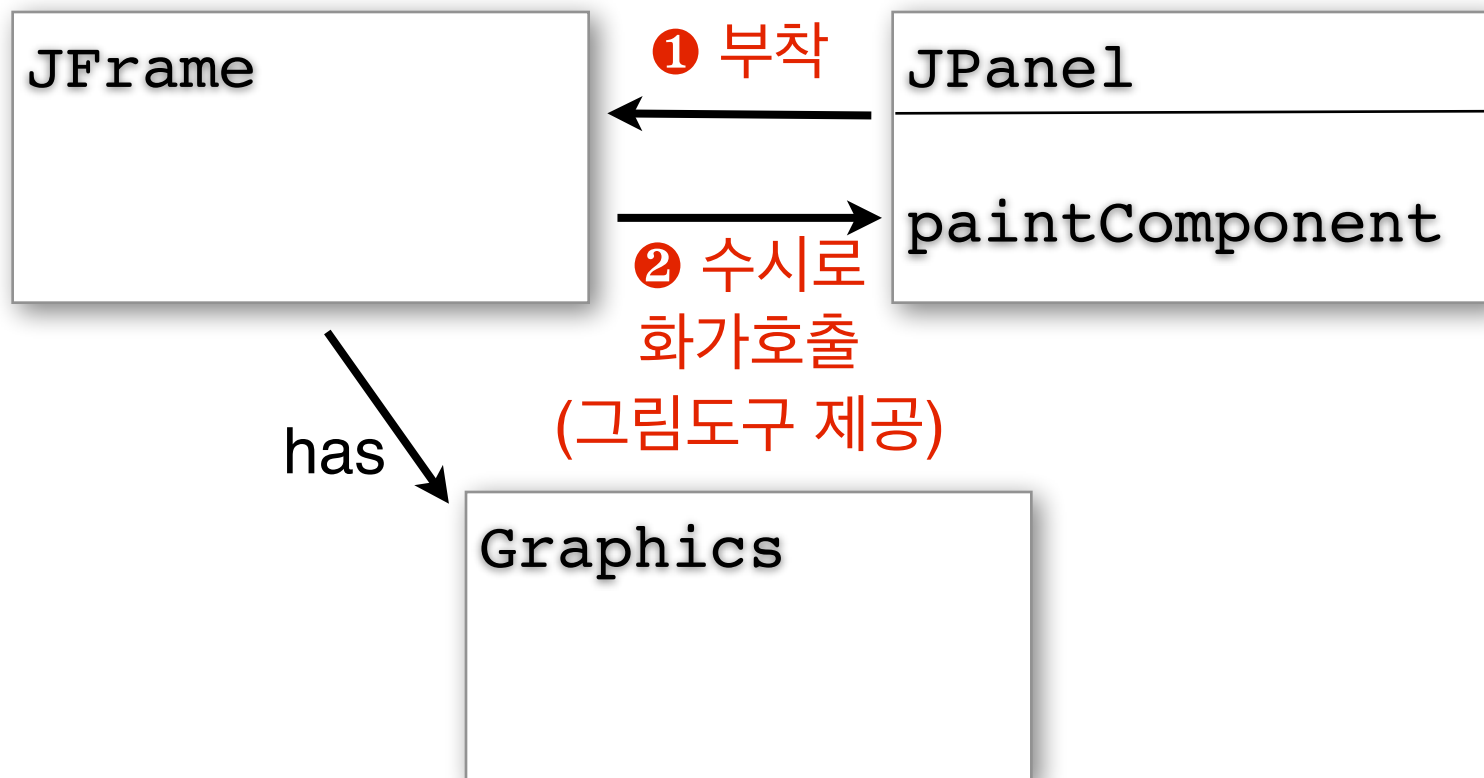 JFrame
❶ 부착
JPanel
paintComponent
❷ 수시로
화가호출
(그림도구 제공)
has
Graphics